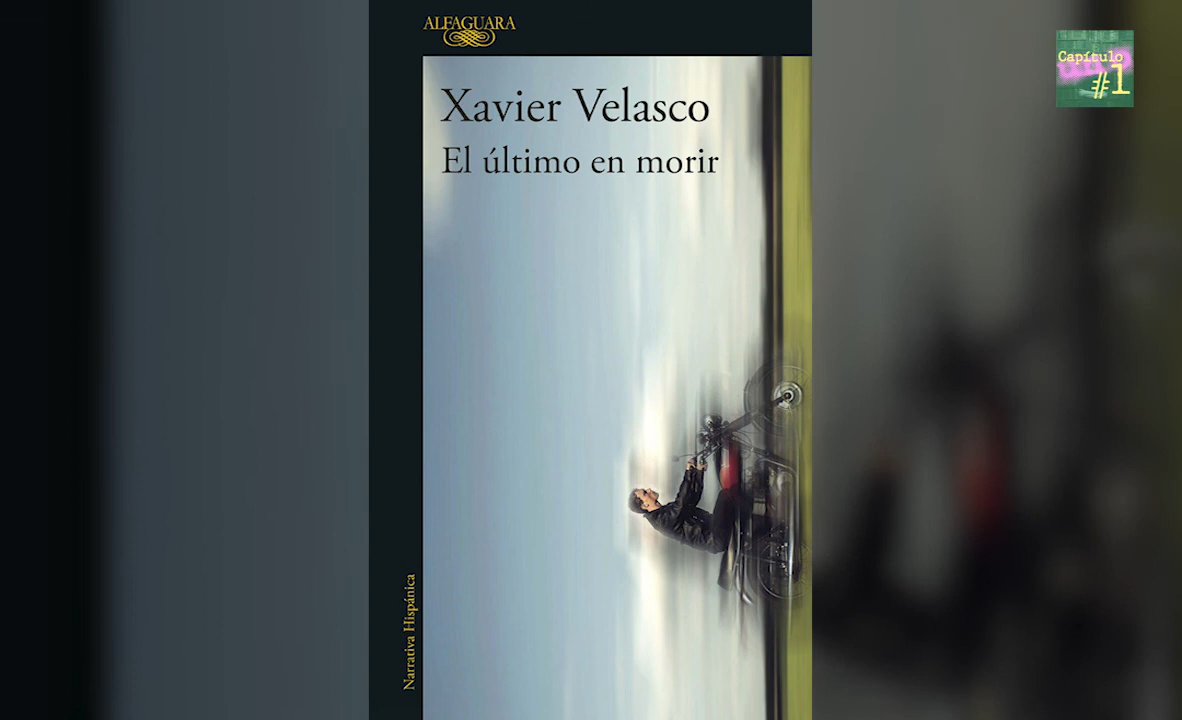 ALFAGUARA
Xavier Velasco
El último en morir
Narrativa Hispánica
Capítulo
#1